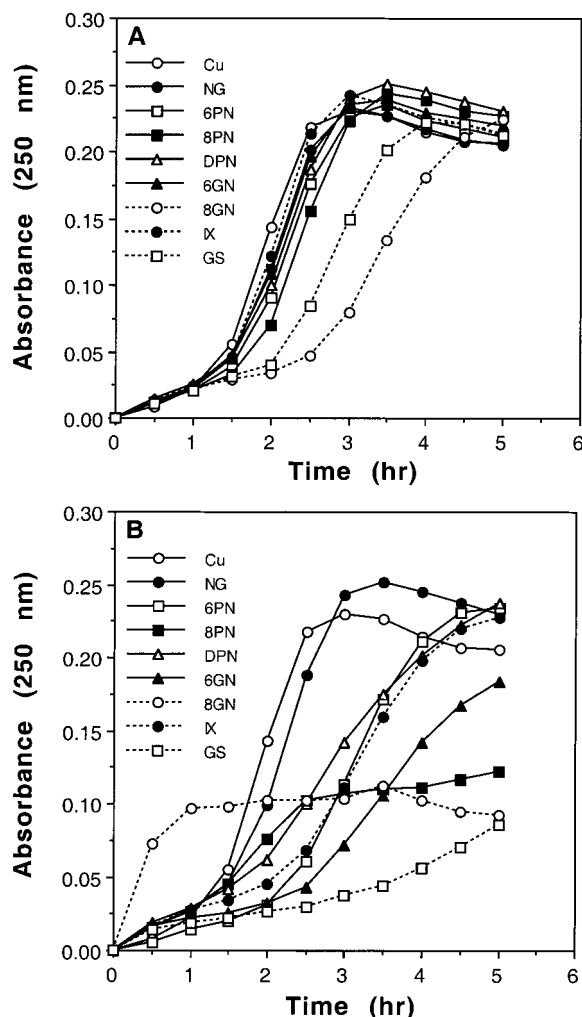 A
Absorbance (250 nm)
0.30
0.25
0.20
0.15
0.10
0.05
0.00
Cu
NG
6PN
8PN
DPN
6GN
8GN
IX
GS
0 1 2 3 4 5 6
Time (hr)
B
Absorbance (250 nm)
0.30
0.25
0.20
0.15
0.10
0.05
0.00
Cu
NG
6PN
8PN
DPN
6GN
8GN
IX
GS
0 1 2 3 4 5 6
Time (hr)